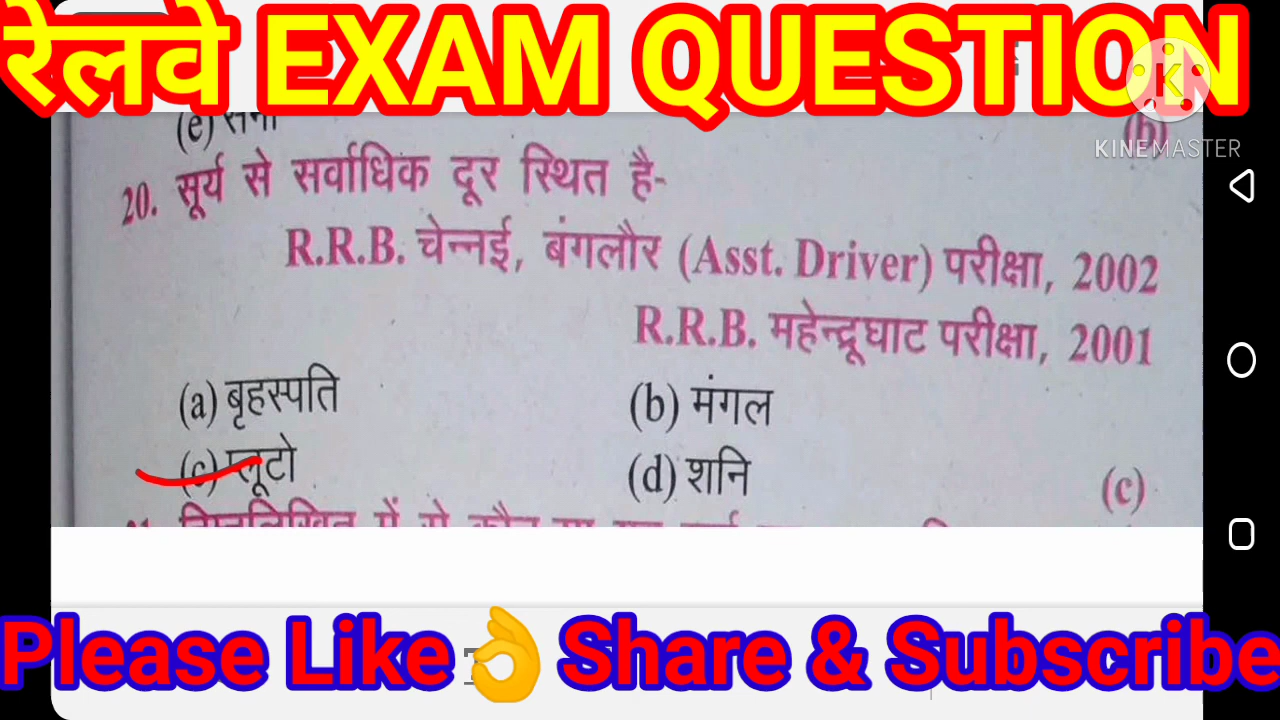 रेलवे EXAM QUESTION
KINEMASTER
(e)
(b)
20. सूर्य से सर्वाधिक दूर स्थित है-
R.R.B. चेन्नई, बंगलौर (Asst. Driver) परीक्षा, 2002
R.R.B. महेन्द्रूघाट परीक्षा, 2001
(a) बृहस्पति (b) मंगल
(c) प्लूटो (d) शनि (c)
Please Like👌Share & Subscribe